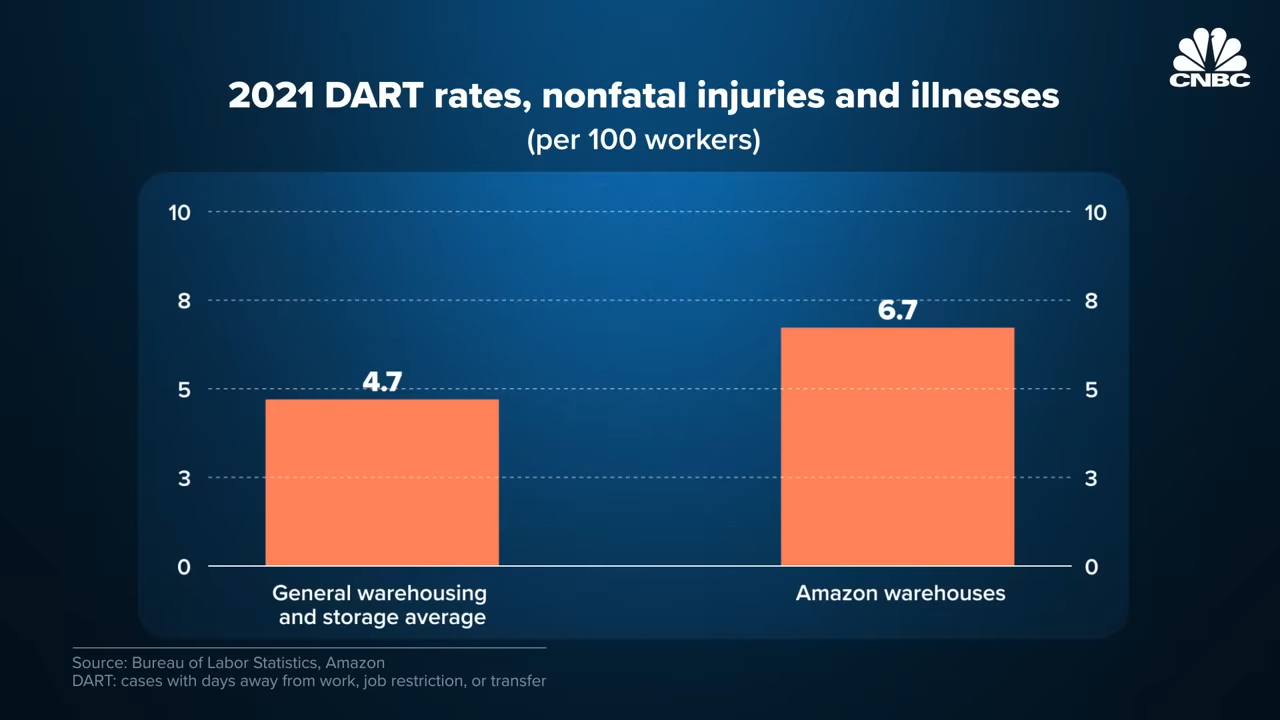 CNBC
2021 DART rates, nonfatal injuries and illnesses
(per 100 workers)
10 10
8 8
6.7
4.7
5 5
3 3
0 0
General warehousing
and storage average
Amazon warehouses
Source: Bureau of Labor Statistics, Amazon
DART: cases with days away from work, job restriction, or transfer